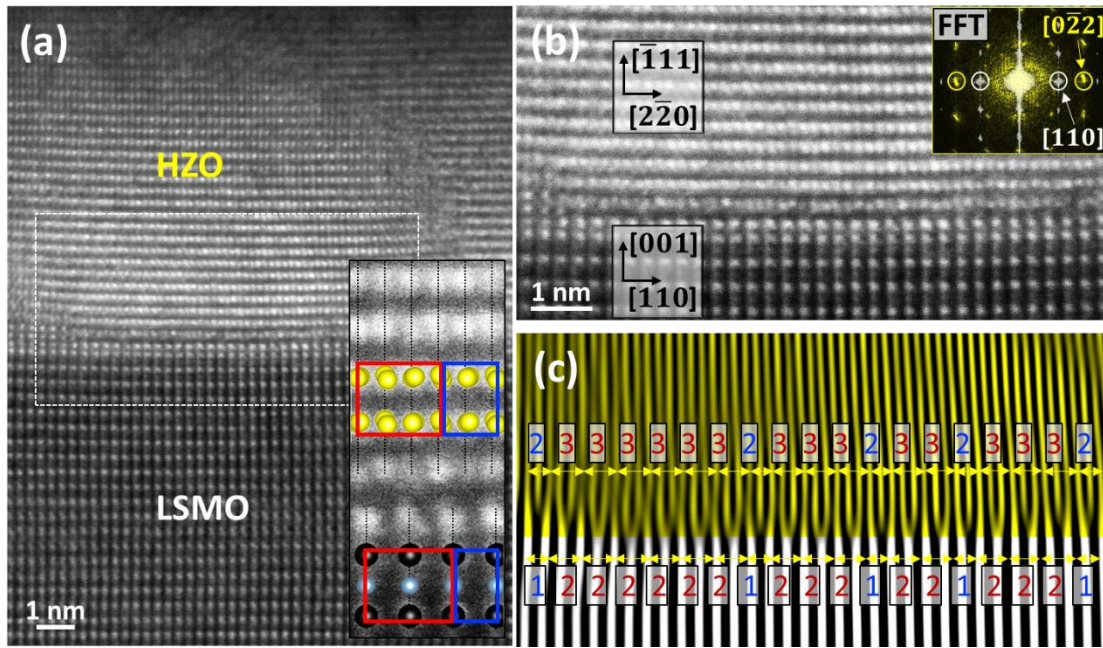 (a)
HZO
LSMO
1 nm
(b)
[1̅11]
[22̅0]
[001]
[110]
1 nm
FFT
[02̅2]
[110]
(c)
2 3 3 3 3 3 3 2 3 3 3 2 3 3 2 3 3 3 2
1 2 2 2 2 2 2 1 2 2 2 1 2 2 1 2 2 2 1